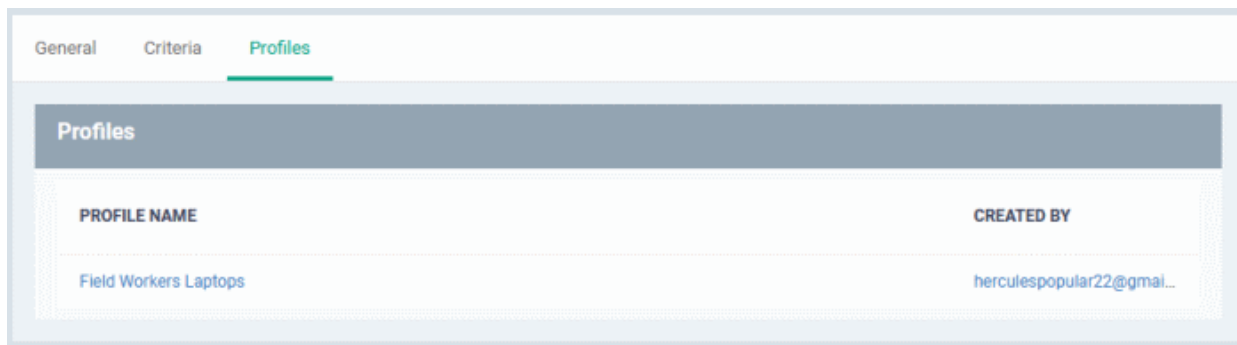 General Criteria Profiles
Profiles
PROFILE NAME CREATED BY
Field Workers Laptops herculespopular22@gmai...